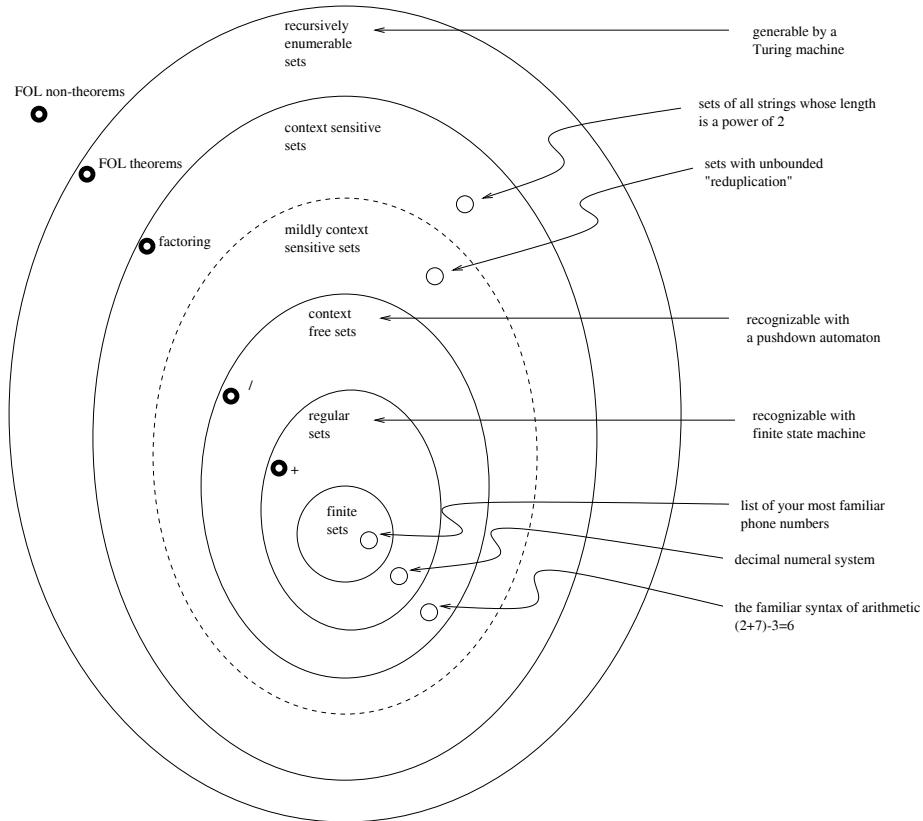 recursively
enumerable
sets
generable by a
Turing machine
FOL non-theorems
sets of all strings whose length
is a power of 2
context sensitive
sets
FOL theorems
sets with unbounded
"reduplication"
mildly context
sensitive sets
factoring
context
free sets
recognizable with
a pushdown automaton
/
regular
sets
recognizable with
finite state machine
+
finite
sets
list of your most familiar
phone numbers
decimal numeral system
the familiar syntax of arithmetic
(2+7)-3=6